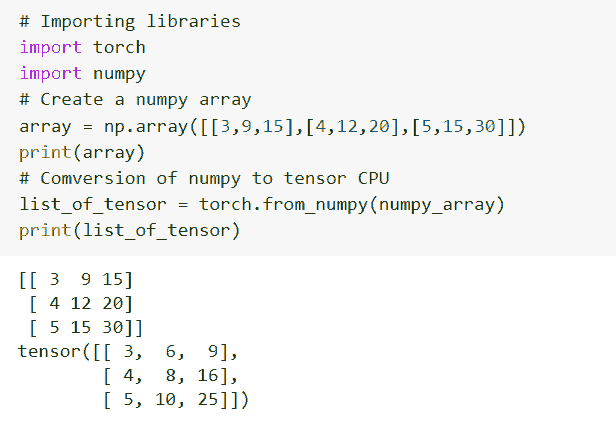 # Importing libraries
import torch
import numpy
# Create a numpy array
array = np.array([[3,9,15],[4,12,20],[5,15,30]])
print(array)
# Comversion of numpy to tensor CPU
list_of_tensor = torch.from_numpy(numpy_array)
print(list_of_tensor)
[[ 3  9 15]
 [ 4 12 20]
 [ 5 15 30]]
tensor([[ 3,  6,  9],
        [ 4,  8, 16],
        [ 5, 10, 25]])